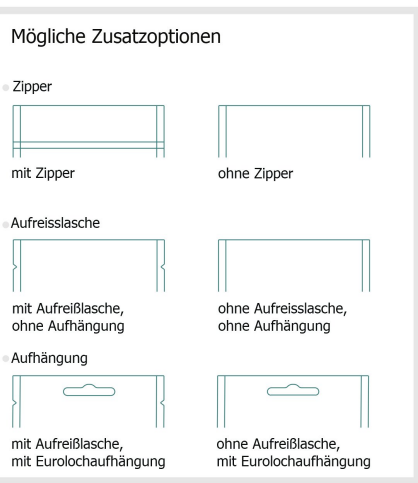 Mögliche Zusatzoptionen
Zipper
mit Zipper
ohne Zipper
Aufreisslasche
mit Aufreißlasche,
ohne Aufhängung
ohne Aufreisslasche,
ohne Aufhängung
Aufhängung
mit Aufreißlasche,
mit Eurolochaufhängung
ohne Aufreißlasche,
mit Eurolochaufhängung